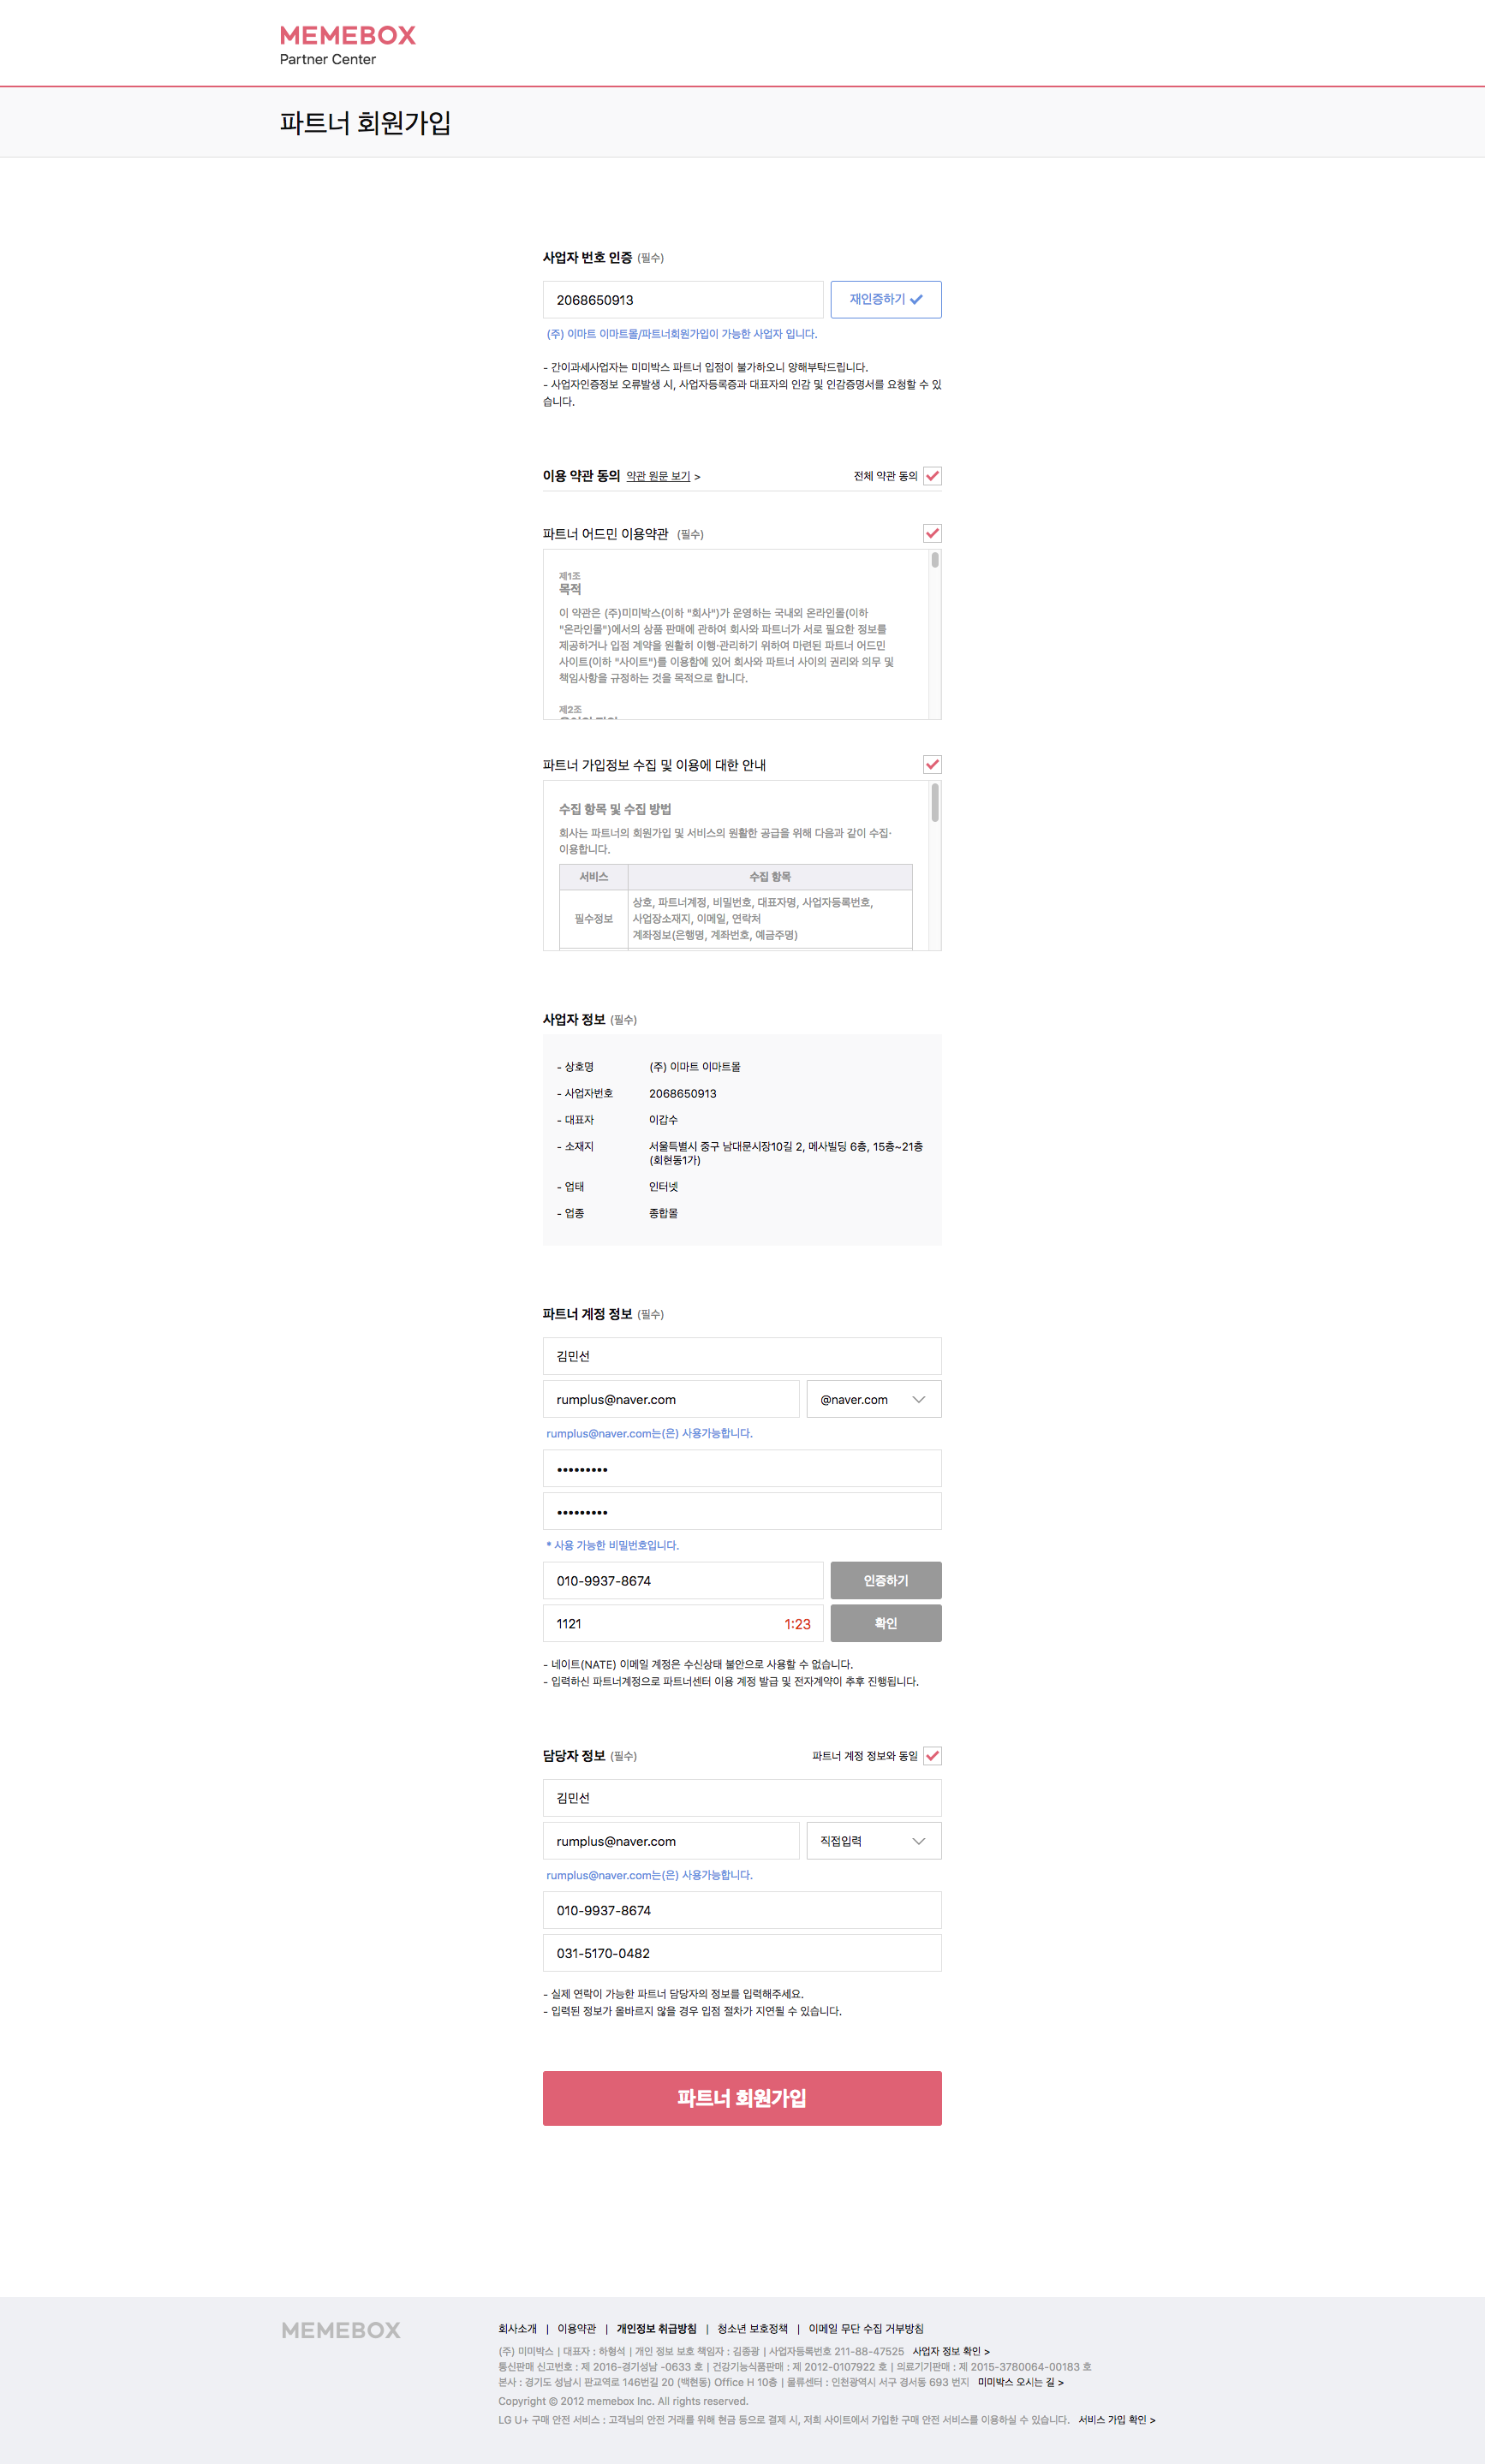 MEMEBOX
Partner Center
파트너 회원가입
사업자 번호 인증 (필수)
2068650913 재인증하기
(주) 이마트 이마트몰/파트너회원가입이 가능한 사업자 입니다.
- 간이과세사업자는 미미박스 파트너 입점이 불가하오니 양해부탁드립니다.
- 사업자인증정보 오류발생 시, 사업자등록증과 대표자의 인감 및 인감증명서를 요청할 수 있
습니다.
이용 약관 동의 약관 원문 보기 > 전체 약관 동의
파트너 어드민 이용약관 (필수)
제1조
목적
이 약관은 (주)미미박스(이하 "회사")가 운영하는 국내외 온라인몰(이하
"온라인몰")에서의 상품 판매에 관하여 회사와 파트너가 서로 필요한 정보를
제공하거나 입점 계약을 원활히 이행·관리하기 위하여 마련된 파트너 어드민
사이트(이하 "사이트")를 이용함에 있어 회사와 파트너 사이의 권리와 의무 및
책임사항을 규정하는 것을 목적으로 합니다.
제2조
파트너 가입정보 수집 및 이용에 대한 안내
수집 항목 및 수집 방법
회사는 파트너의 회원가입 및 서비스의 원활한 공급을 위해 다음과 같이 수집·
이용합니다.
서비스 수집 항목
필수정보 상호, 파트너계정, 비밀번호, 대표자명, 사업자등록번호,
사업장소재지, 이메일, 연락처
계좌정보(은행명, 계좌번호, 예금주명)
사업자 정보 (필수)
- 상호명 (주) 이마트 이마트몰
- 사업자번호 2068650913
- 대표자 이갑수
- 소재지 서울특별시 중구 남대문시장10길 2, 메사빌딩 6층, 15층~21층
(회현동1가)
- 업태 인터넷
- 업종 종합몰
파트너 계정 정보 (필수)
김민선
rumplus@naver.com @naver.com
rumplus@naver.com는(은) 사용가능합니다.
•••••••••
•••••••••
* 사용 가능한 비밀번호입니다.
010-9937-8674 인증하기
1121 1:23 확인
- 네이트(NATE) 이메일 계정은 수신상태 불안으로 사용할 수 없습니다.
- 입력하신 파트너계정으로 파트너센터 이용 계정 발급 및 전자계약이 추후 진행됩니다.
담당자 정보 (필수) 파트너 계정 정보와 동일
김민선
rumplus@naver.com 직접입력
rumplus@naver.com는(은) 사용가능합니다.
010-9937-8674
031-5170-0482
- 실제 연락이 가능한 파트너 담당자의 정보를 입력해주세요.
- 입력된 정보가 올바르지 않을 경우 입점 절차가 지연될 수 있습니다.
파트너 회원가입
MEMEBOX
회사소개 | 이용약관 | 개인정보 취급방침 | 청소년 보호정책 | 이메일 무단 수집 거부방침
(주) 미미박스 | 대표자 : 하형석 | 개인 정보 보호 책임자 : 김종광 | 사업자등록번호 211-88-47525 사업자 정보 확인 >
통신판매 신고번호 : 제 2016-경기성남 -0633 호 | 건강기능식품판매 : 제 2012-0107922 호 | 의료기기판매 : 제 2015-3780064-00183 호
본사 : 경기도 성남시 판교역로 146번길 20 (백현동) Office H 10층 | 물류센터 : 인천광역시 서구 경서동 693 번지 미미박스 오시는 길 >
Copyright © 2012 memebox Inc. All rights reserved.
LG U+ 구매 안전 서비스 : 고객님의 안전 거래를 위해 현금 등으로 결제 시, 저희 사이트에서 가입한 구매 안전 서비스를 이용하실 수 있습니다. 서비스 가입 확인 >